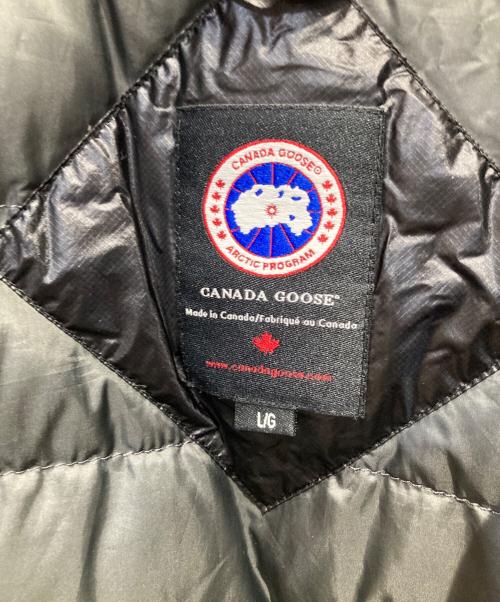 CANADA GOOSE®
ARCTIC PROGRAM
CANADA GOOSE®
Made in Canada/Fabriqué au Canada
www.canadagoose.com
L/G